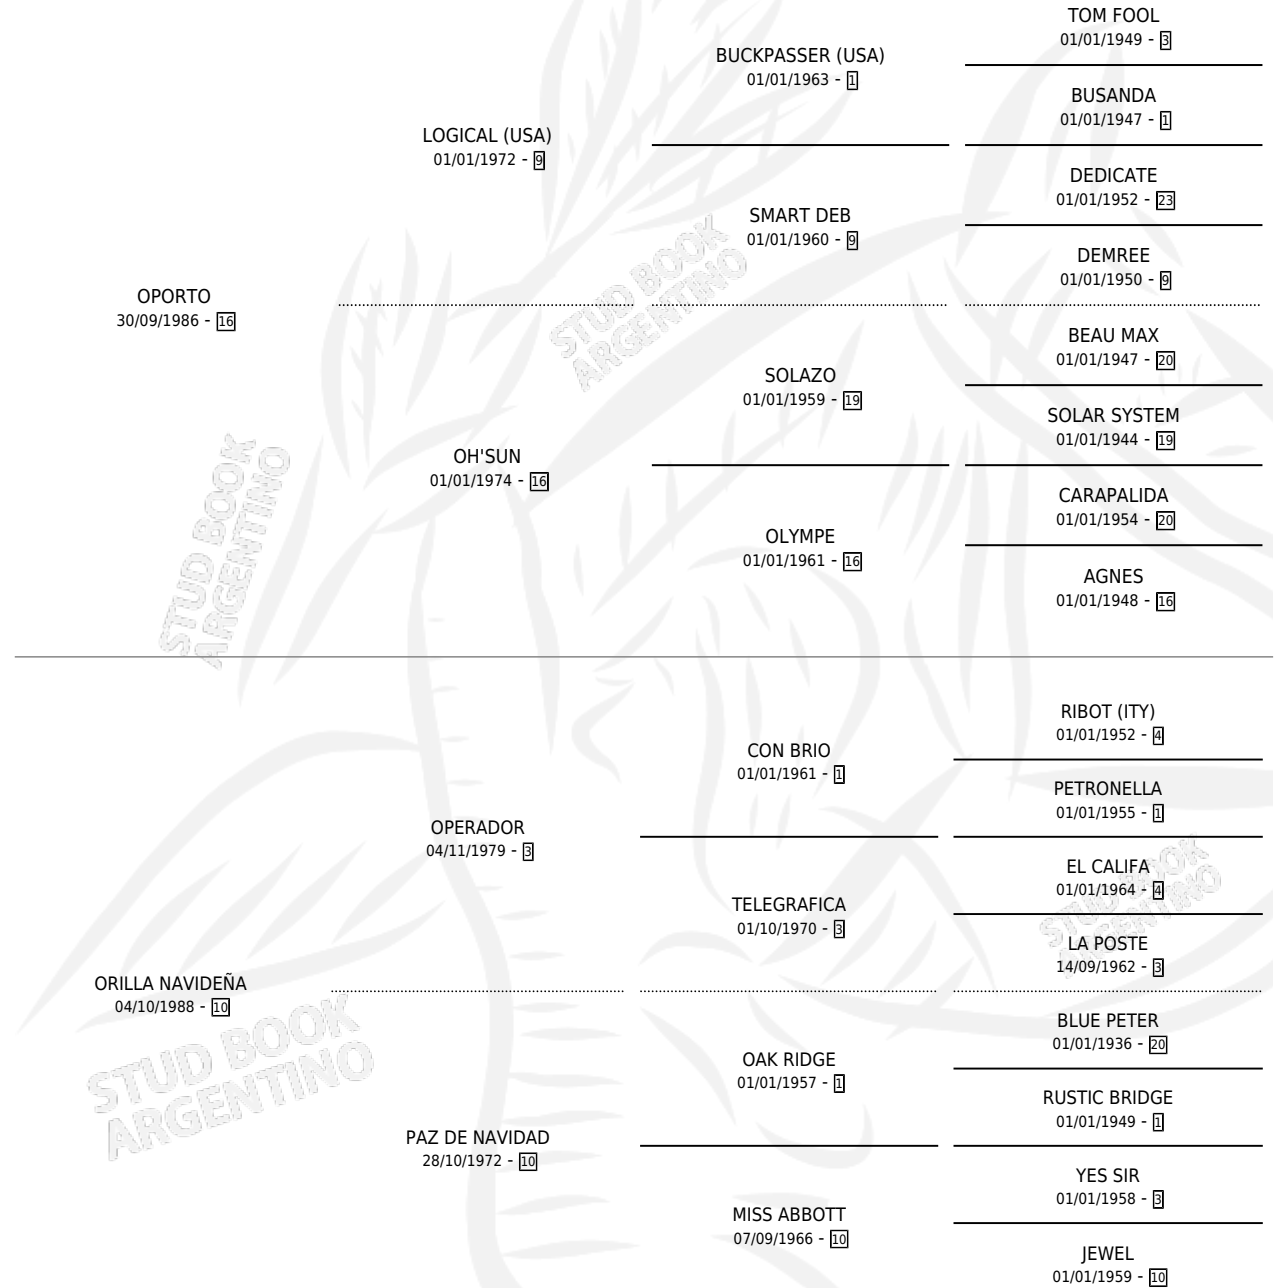 TOM FOOL
01/01/1949 - 3
BUCKPASSER (USA)
01/01/1963 - 1
BUSANDA
01/01/1947 - 1
LOGICAL (USA)
01/01/1972 - 9
DEDICATE
01/01/1952 - 23
SMART DEB
01/01/1960 - 9
DEMREE
01/01/1950 - 9
OPORTO
30/09/1986 - 16
BEAU MAX
01/01/1947 - 20
SOLAZO
01/01/1959 - 19
SOLAR SYSTEM
01/01/1944 - 19
OH'SUN
01/01/1974 - 16
CARAPALIDA
01/01/1954 - 20
OLYMPE
01/01/1961 - 16
AGNES
01/01/1948 - 16
STUD BOOK
ARGENTINO
STUD BOOK
ARGENTINO
RIBOT (ITY)
01/01/1952 - 4
CON BRIO
01/01/1961 - 1
PETRONELLA
01/01/1955 - 1
OPERADOR
04/11/1979 - 3
EL CALIFA
01/01/1964 - 4
TELEGRAFICA
01/10/1970 - 3
LA POSTE
14/09/1962 - 3
ORILLA NAVIDEÑA
04/10/1988 - 10
BLUE PETER
01/01/1936 - 20
OAK RIDGE
01/01/1957 - 1
RUSTIC BRIDGE
01/01/1949 - 1
PAZ DE NAVIDAD
28/10/1972 - 10
YES SIR
01/01/1958 - 3
MISS ABBOTT
07/09/1966 - 10
JEWEL
01/01/1959 - 10
STUD BOOK
ARGENTINO
STUD BOOK
ARGENTINO